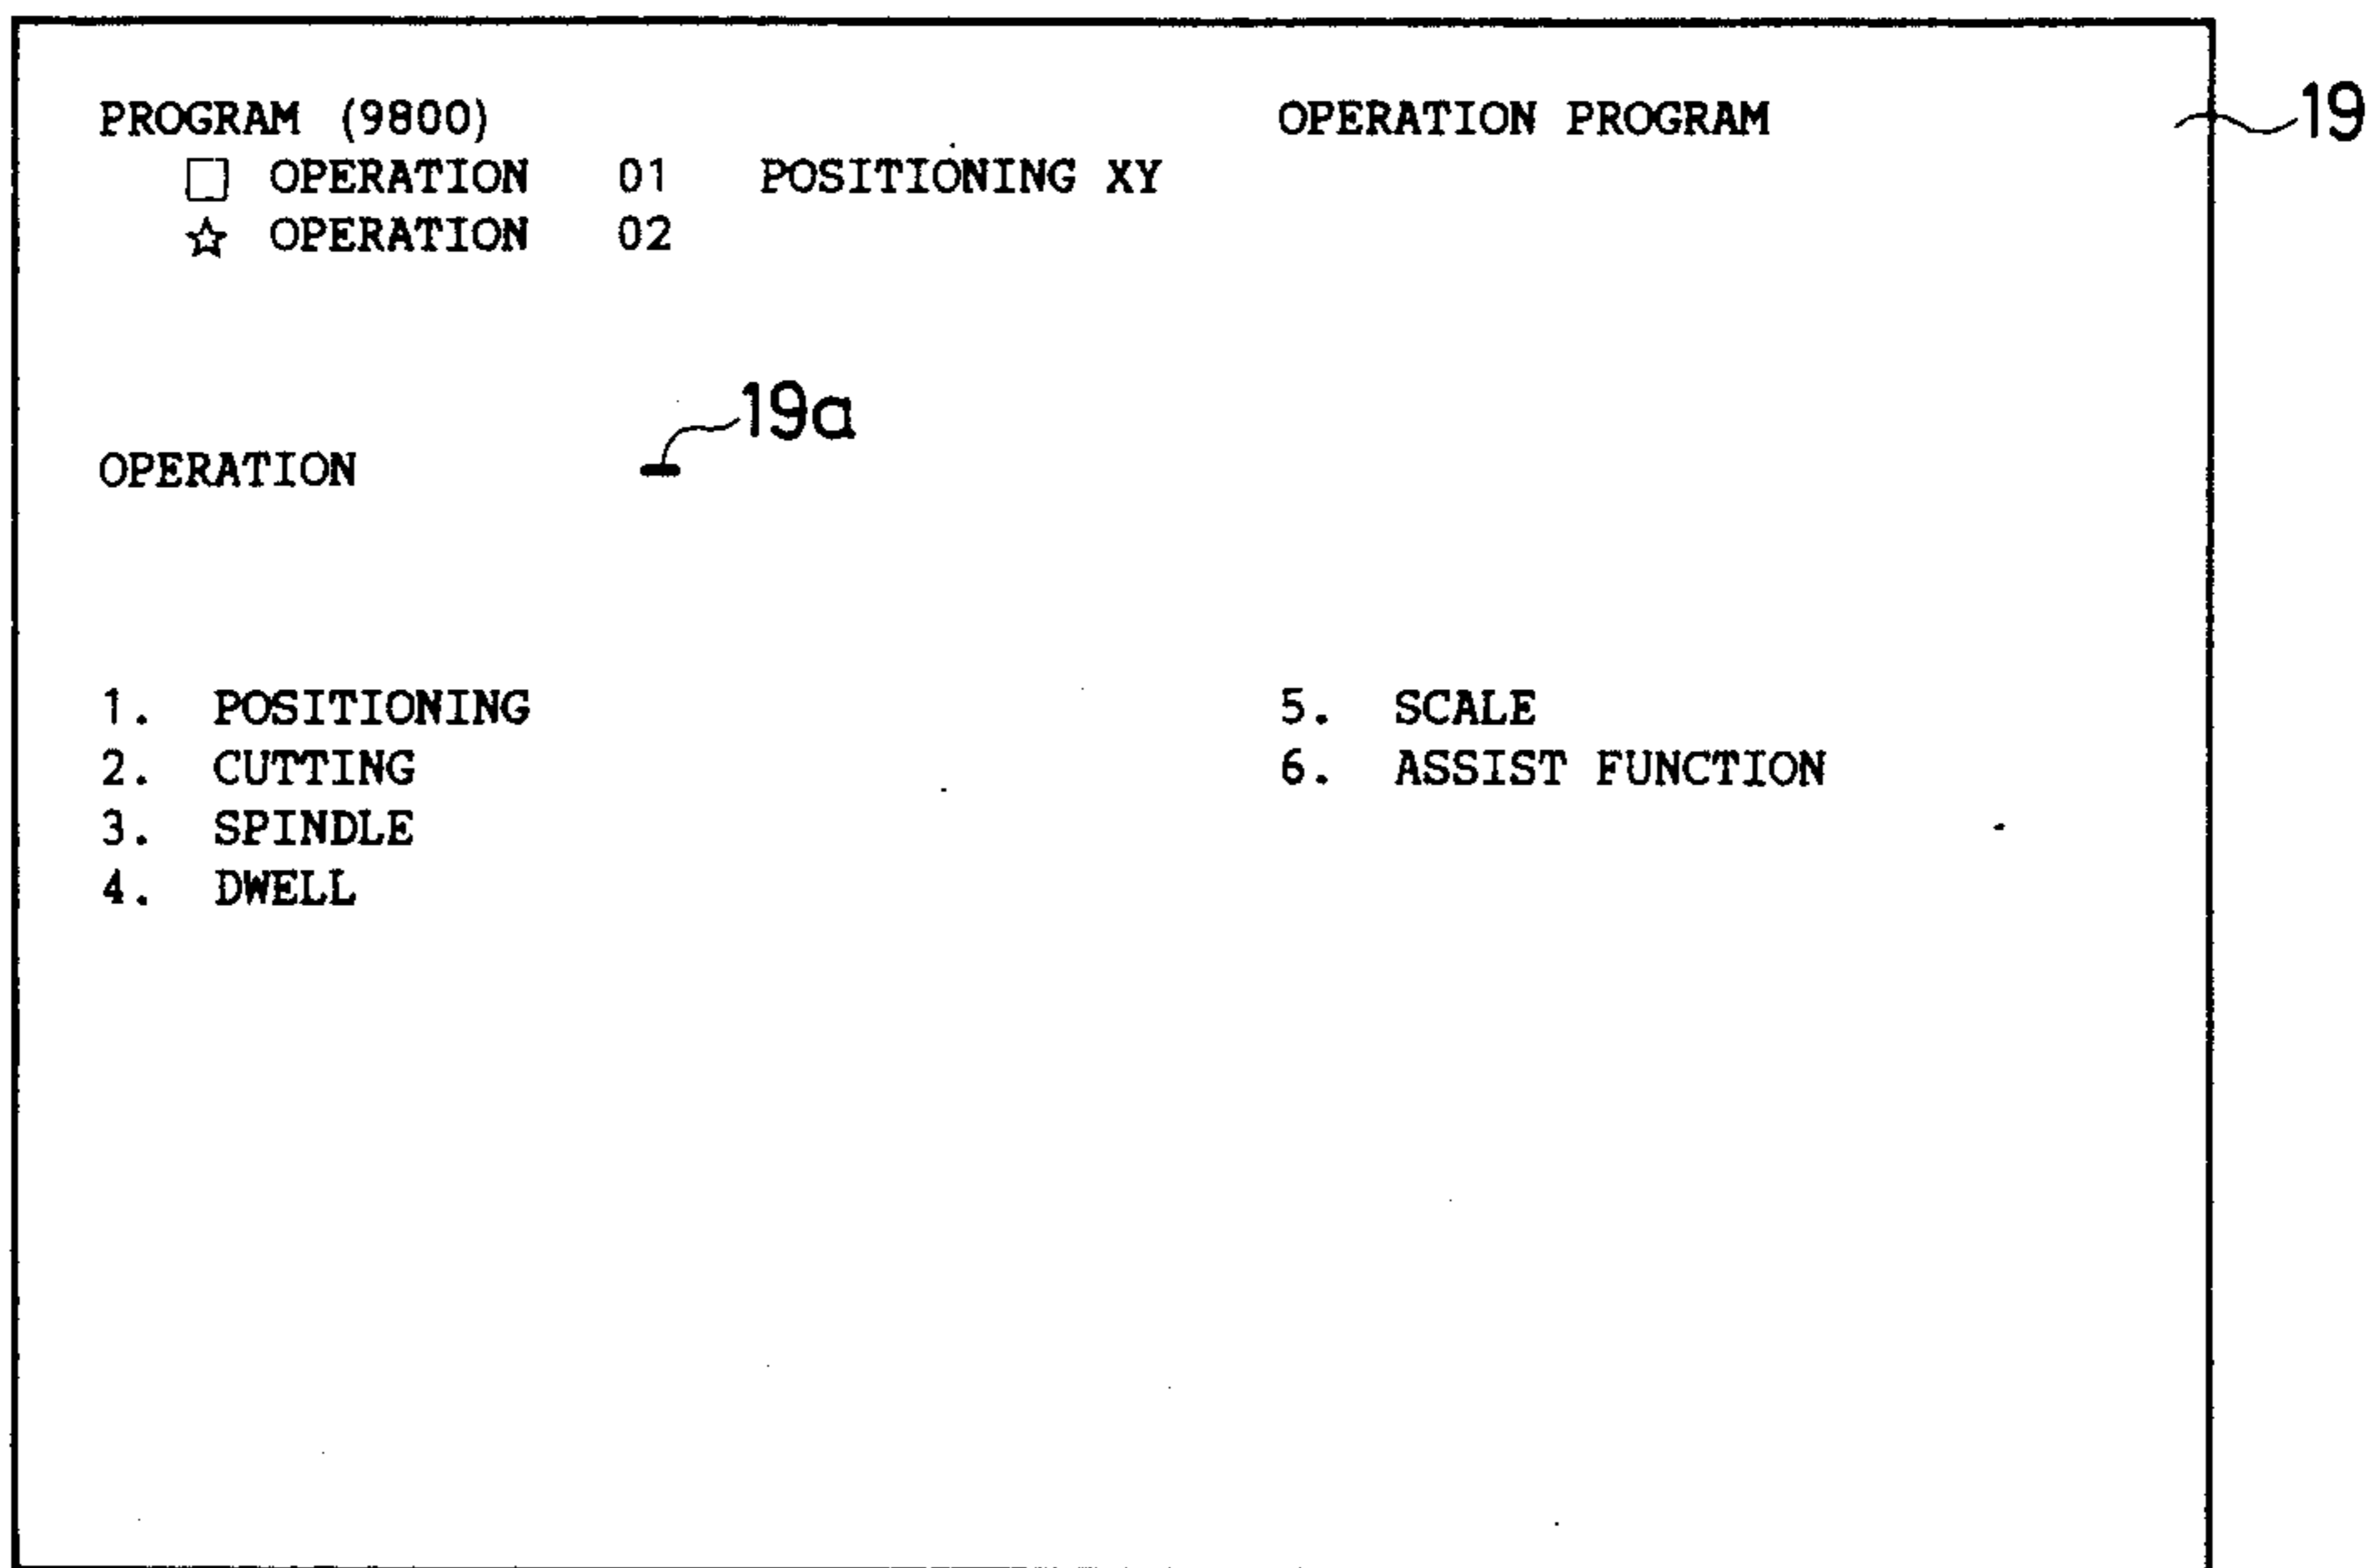 PROGRAM (9800) OPERATION PROGRAM 19
□ OPERATION 01 POSITIONING XY
☆ OPERATION 02
19a
OPERATION
1. POSITIONING 5. SCALE
2. CUTTING 6. ASSIST FUNCTION
3. SPINDLE
4. DWELL